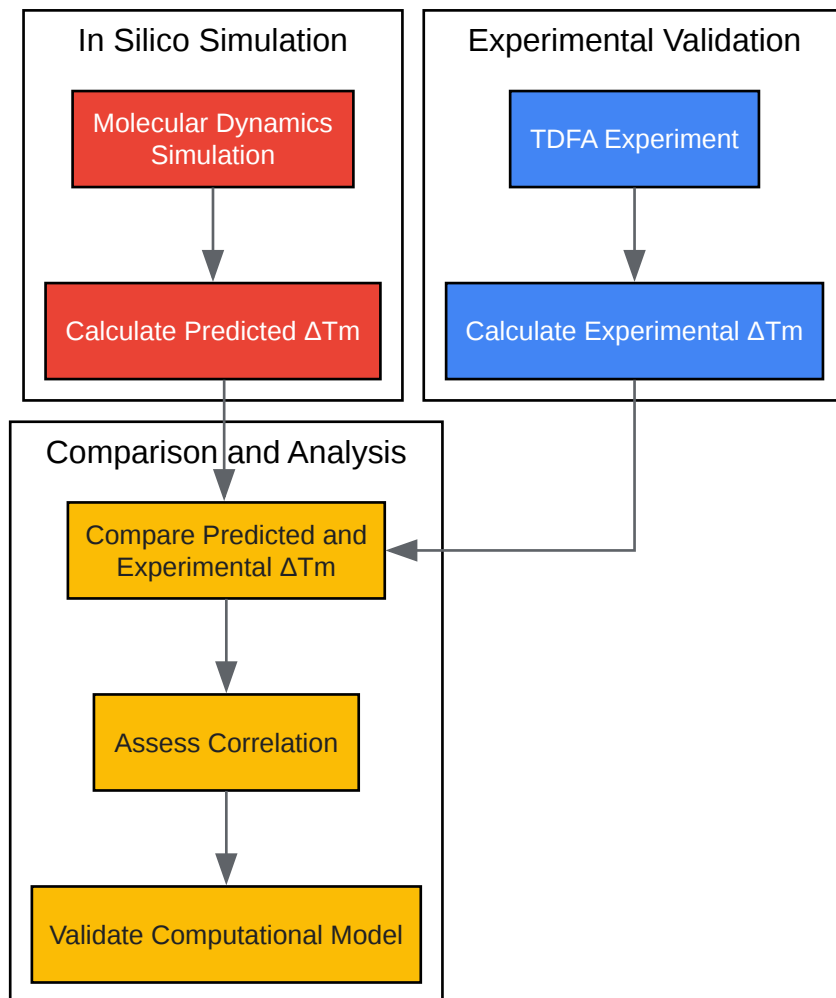 In Silico Simulation
Molecular Dynamics
Simulation
Calculate Predicted ΔTm
Experimental Validation
TDFA Experiment
Calculate Experimental ΔTm
Comparison and Analysis
Compare Predicted and
Experimental ΔTm
Assess Correlation
Validate Computational Model